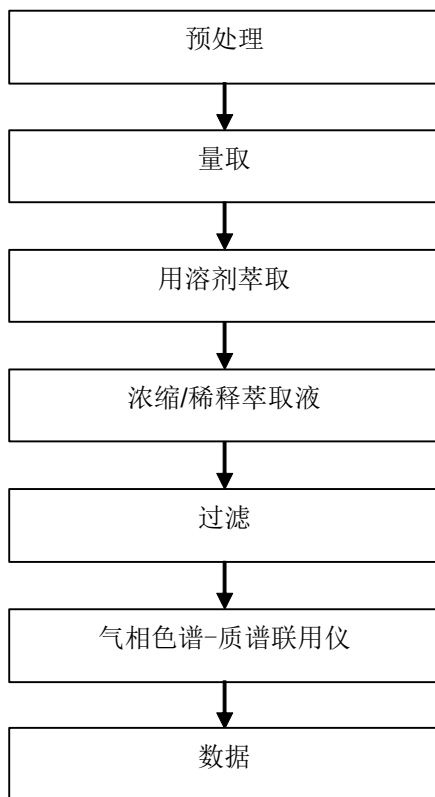 预处理
量取
用溶剂萃取
浓缩/稀释萃取液
过滤
气相色谱-质谱联用仪
数据